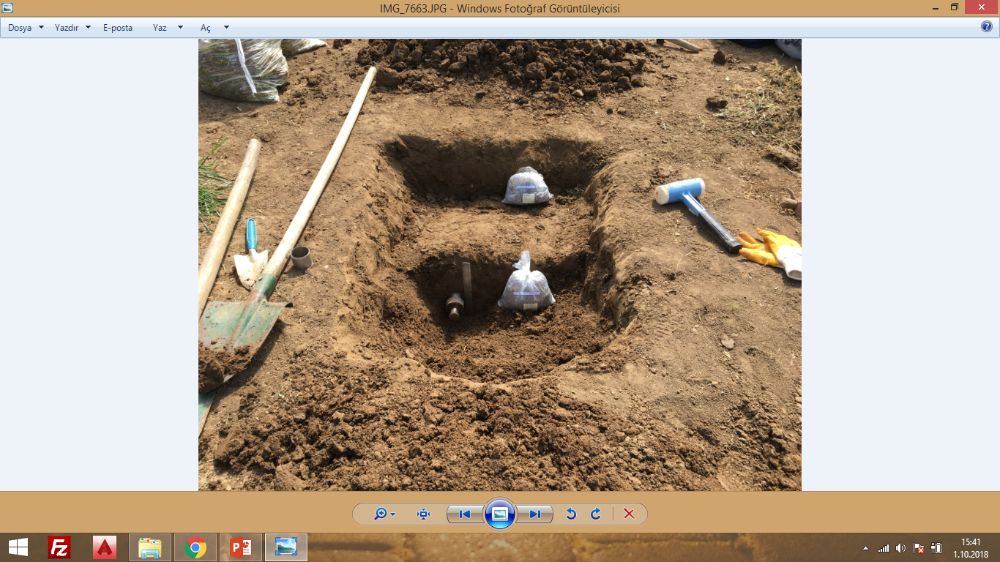 IMG_7663.JPG - Windows Fotoğraf Görüntüleyicisi
Dosya Yazdır E-posta Yaz Aç
15:41
1.10.2018